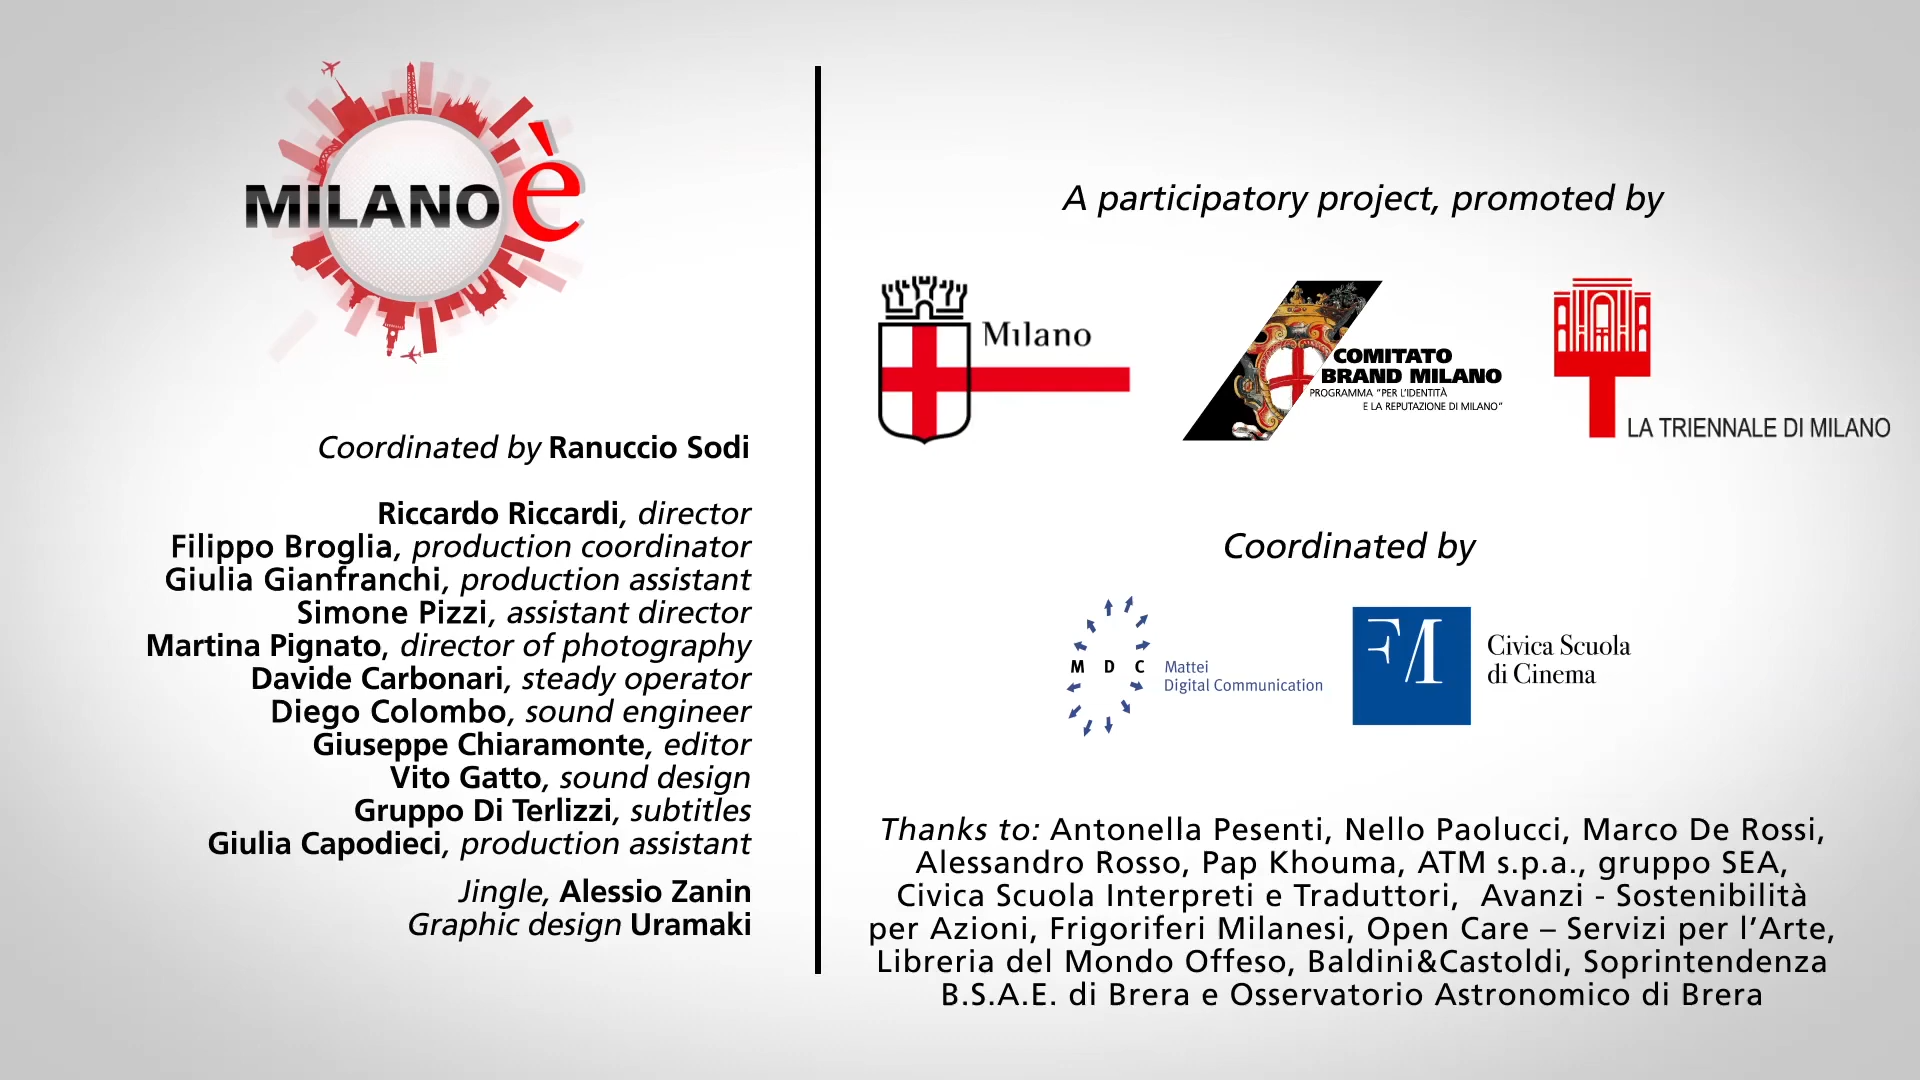 MILANO è
Coordinated by Ranuccio Sodi
Riccardo Riccardi, director
Filippo Broglia, production coordinator
Giulia Gianfranchi, production assistant
Simone Pizzi, assistant director
Martina Pignato, director of photography
Davide Carbonari, steady operator
Diego Colombo, sound engineer
Giuseppe Chiaramonte, editor
Vito Gatto, sound design
Gruppo Di Terlizzi, subtitles
Giulia Capodieci, production assistant
Jingle, Alessio Zanin
Graphic design Uramaki
A participatory project, promoted by
Milano
COMITATO
BRAND MILANO
PROGRAMMA “PER L’IDENTITÀ
E LA REPUTAZIONE DI MILANO”
LA TRIENNALE DI MILANO
Coordinated by
M D C
Mattei
Digital Communication
FM
Civica Scuola
di Cinema
Thanks to: Antonella Pesenti, Nello Paolucci, Marco De Rossi,
Alessandro Rosso, Pap Khouma, ATM s.p.a., gruppo SEA,
Civica Scuola Interpreti e Traduttori, Avanzi - Sostenibilità
per Azioni, Frigoriferi Milanesi, Open Care – Servizi per l’Arte,
Libreria del Mondo Offeso, Baldini&Castoldi, Soprintendenza
B.S.A.E. di Brera e Osservatorio Astronomico di Brera